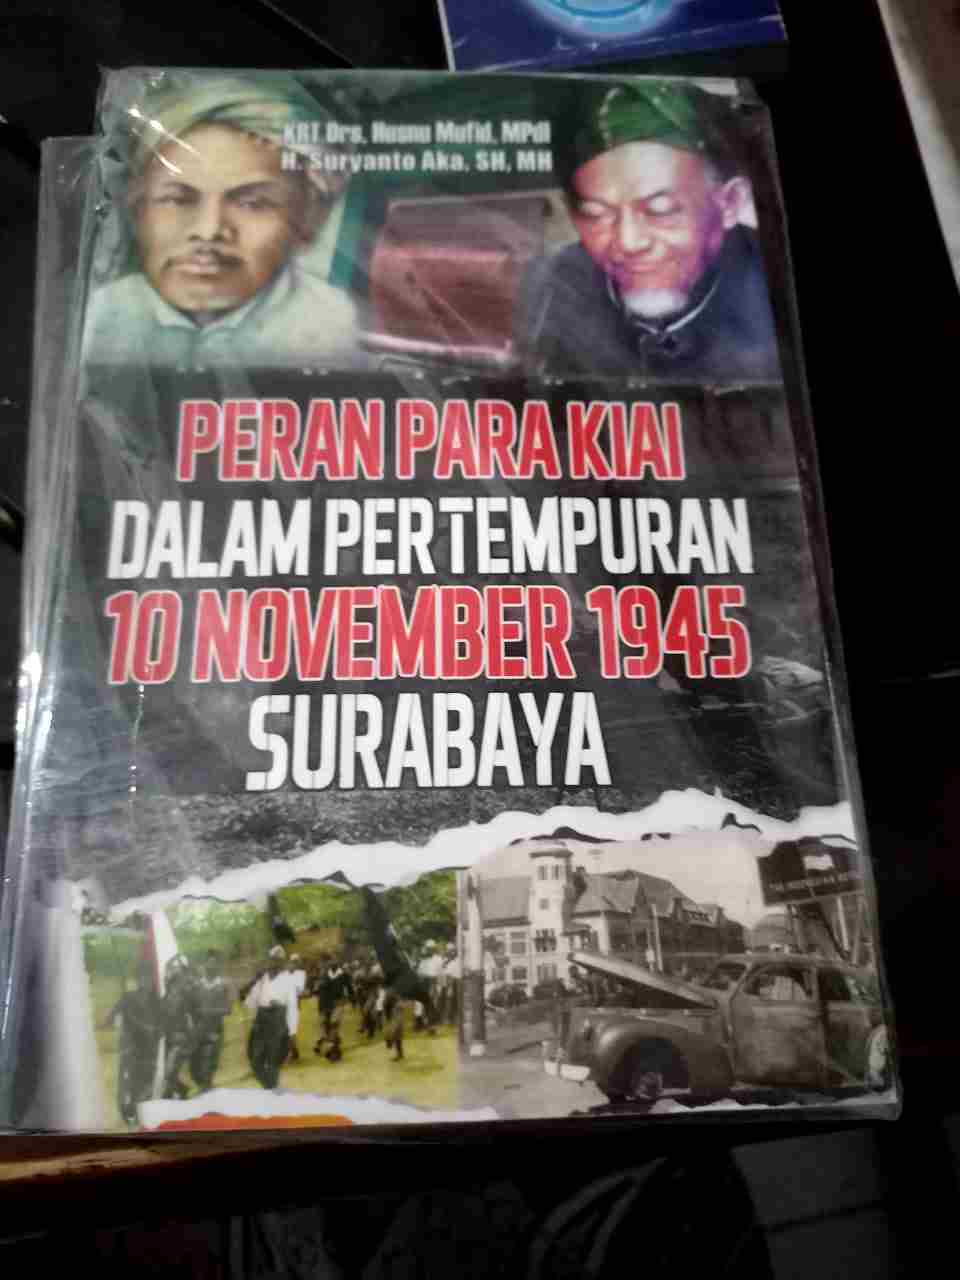 KRT Drs. Husnu Mufid, MPdI
H. Suryanto Aka, SH, MH
PERAN PARA KIAI
DALAM PERTEMPURAN
10 NOVEMBER 1945
SURABAYA